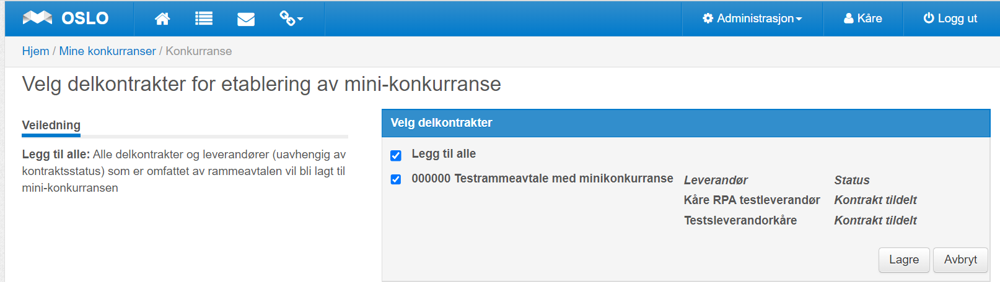 OSLO
Administrasjon
Kåre
Logg ut
Hjem / Mine konkurranser / Konkurranse
Velg delkontrakter for etablering av mini-konkurranse
Veiledning
Legg til alle: Alle delkontrakter og leverandører (uavhengig av
kontraktsstatus) som er omfattet av rammeavtalen vil bli lagt til
mini-konkurransen
Velg delkontrakter
Legg til alle
000000 Testrammeavtale med minikonkurranse
Leverandør Status
Kåre RPA testleverandør Kontrakt tildelt
Testsleverandorkåre Kontrakt tildelt
Lagre Avbryt